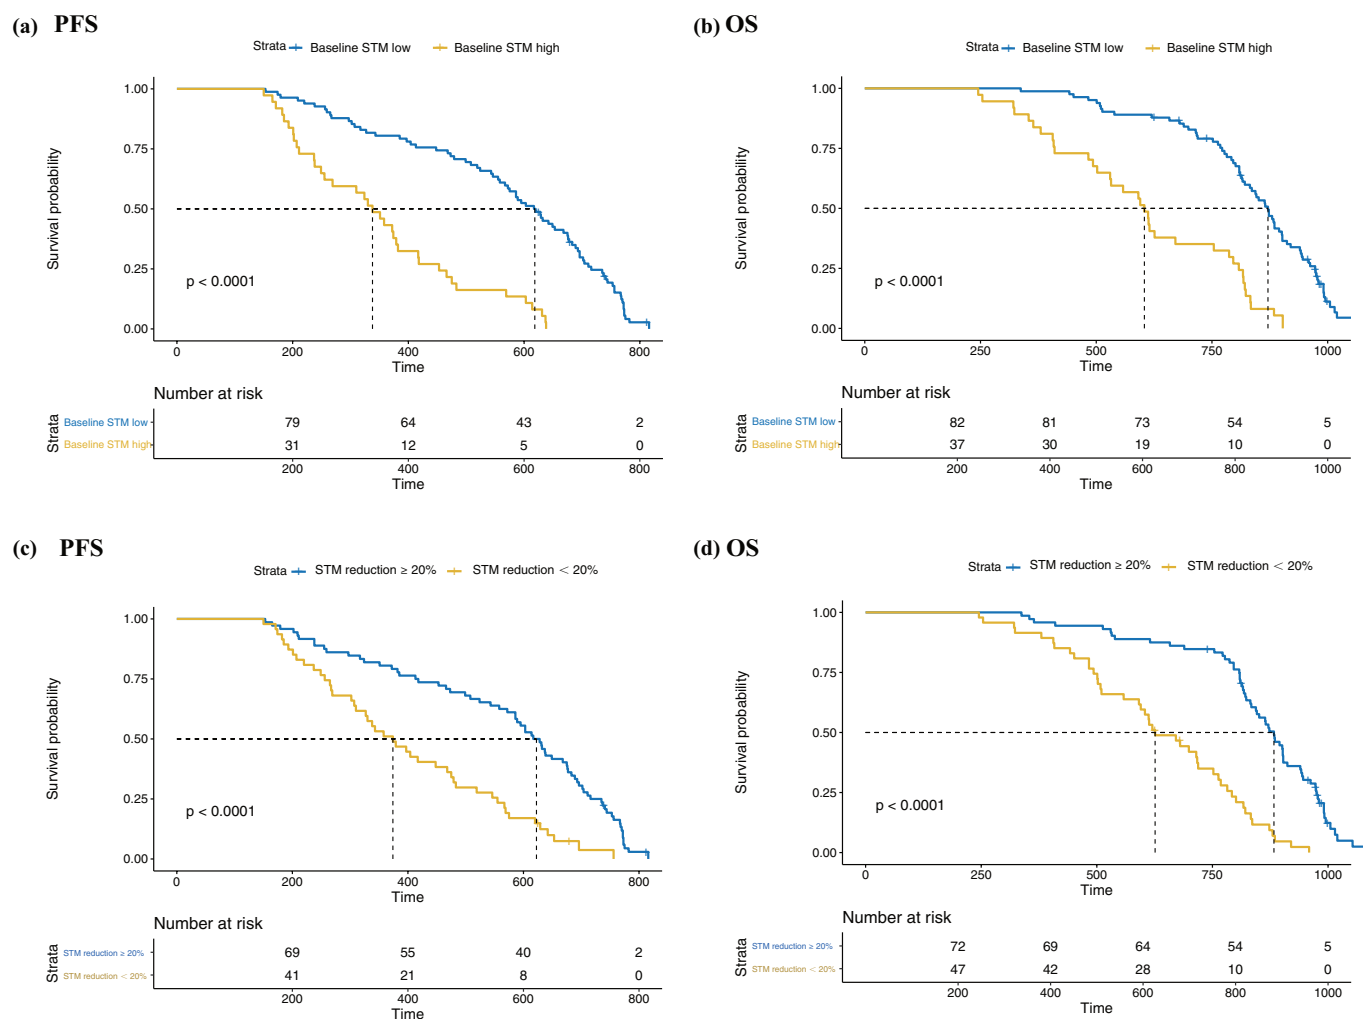 (a) PFS
Strata Baseline STM low Baseline STM high
1.00
0.75
0.50
0.25
0.00
Survival probability
p < 0.0001
0 200 400 600 800
Time
Number at risk
Strata
Baseline STM low 79 64 43 2
Baseline STM high 31 12 5 0
200 400 600 800
Time
(b) OS
Strata Baseline STM low Baseline STM high
1.00
0.75
0.50
0.25
0.00
Survival probability
p < 0.0001
0 250 500 750 1000
Time
Number at risk
Strata
Baseline STM low 82 81 73 54 5
Baseline STM high 37 30 19 10 0
200 400 600 800 1000
Time
(c) PFS
Strata STM reduction ≥ 20% STM reduction < 20%
1.00
0.75
0.50
0.25
0.00
Survival probability
p < 0.0001
0 200 400 600 800
Time
Number at risk
Strata
STM reduction ≥ 20% 69 55 40 2
STM reduction < 20% 41 21 8 0
200 400 600 800
Time
(d) OS
Strata STM reduction ≥ 20% STM reduction < 20%
1.00
0.75
0.50
0.25
0.00
Survival probability
p < 0.0001
0 250 500 750 1000
Time
Number at risk
Strata
STM reduction ≥ 20% 72 69 64 54 5
STM reduction < 20% 47 42 28 10 0
200 400 600 800 1000
Time